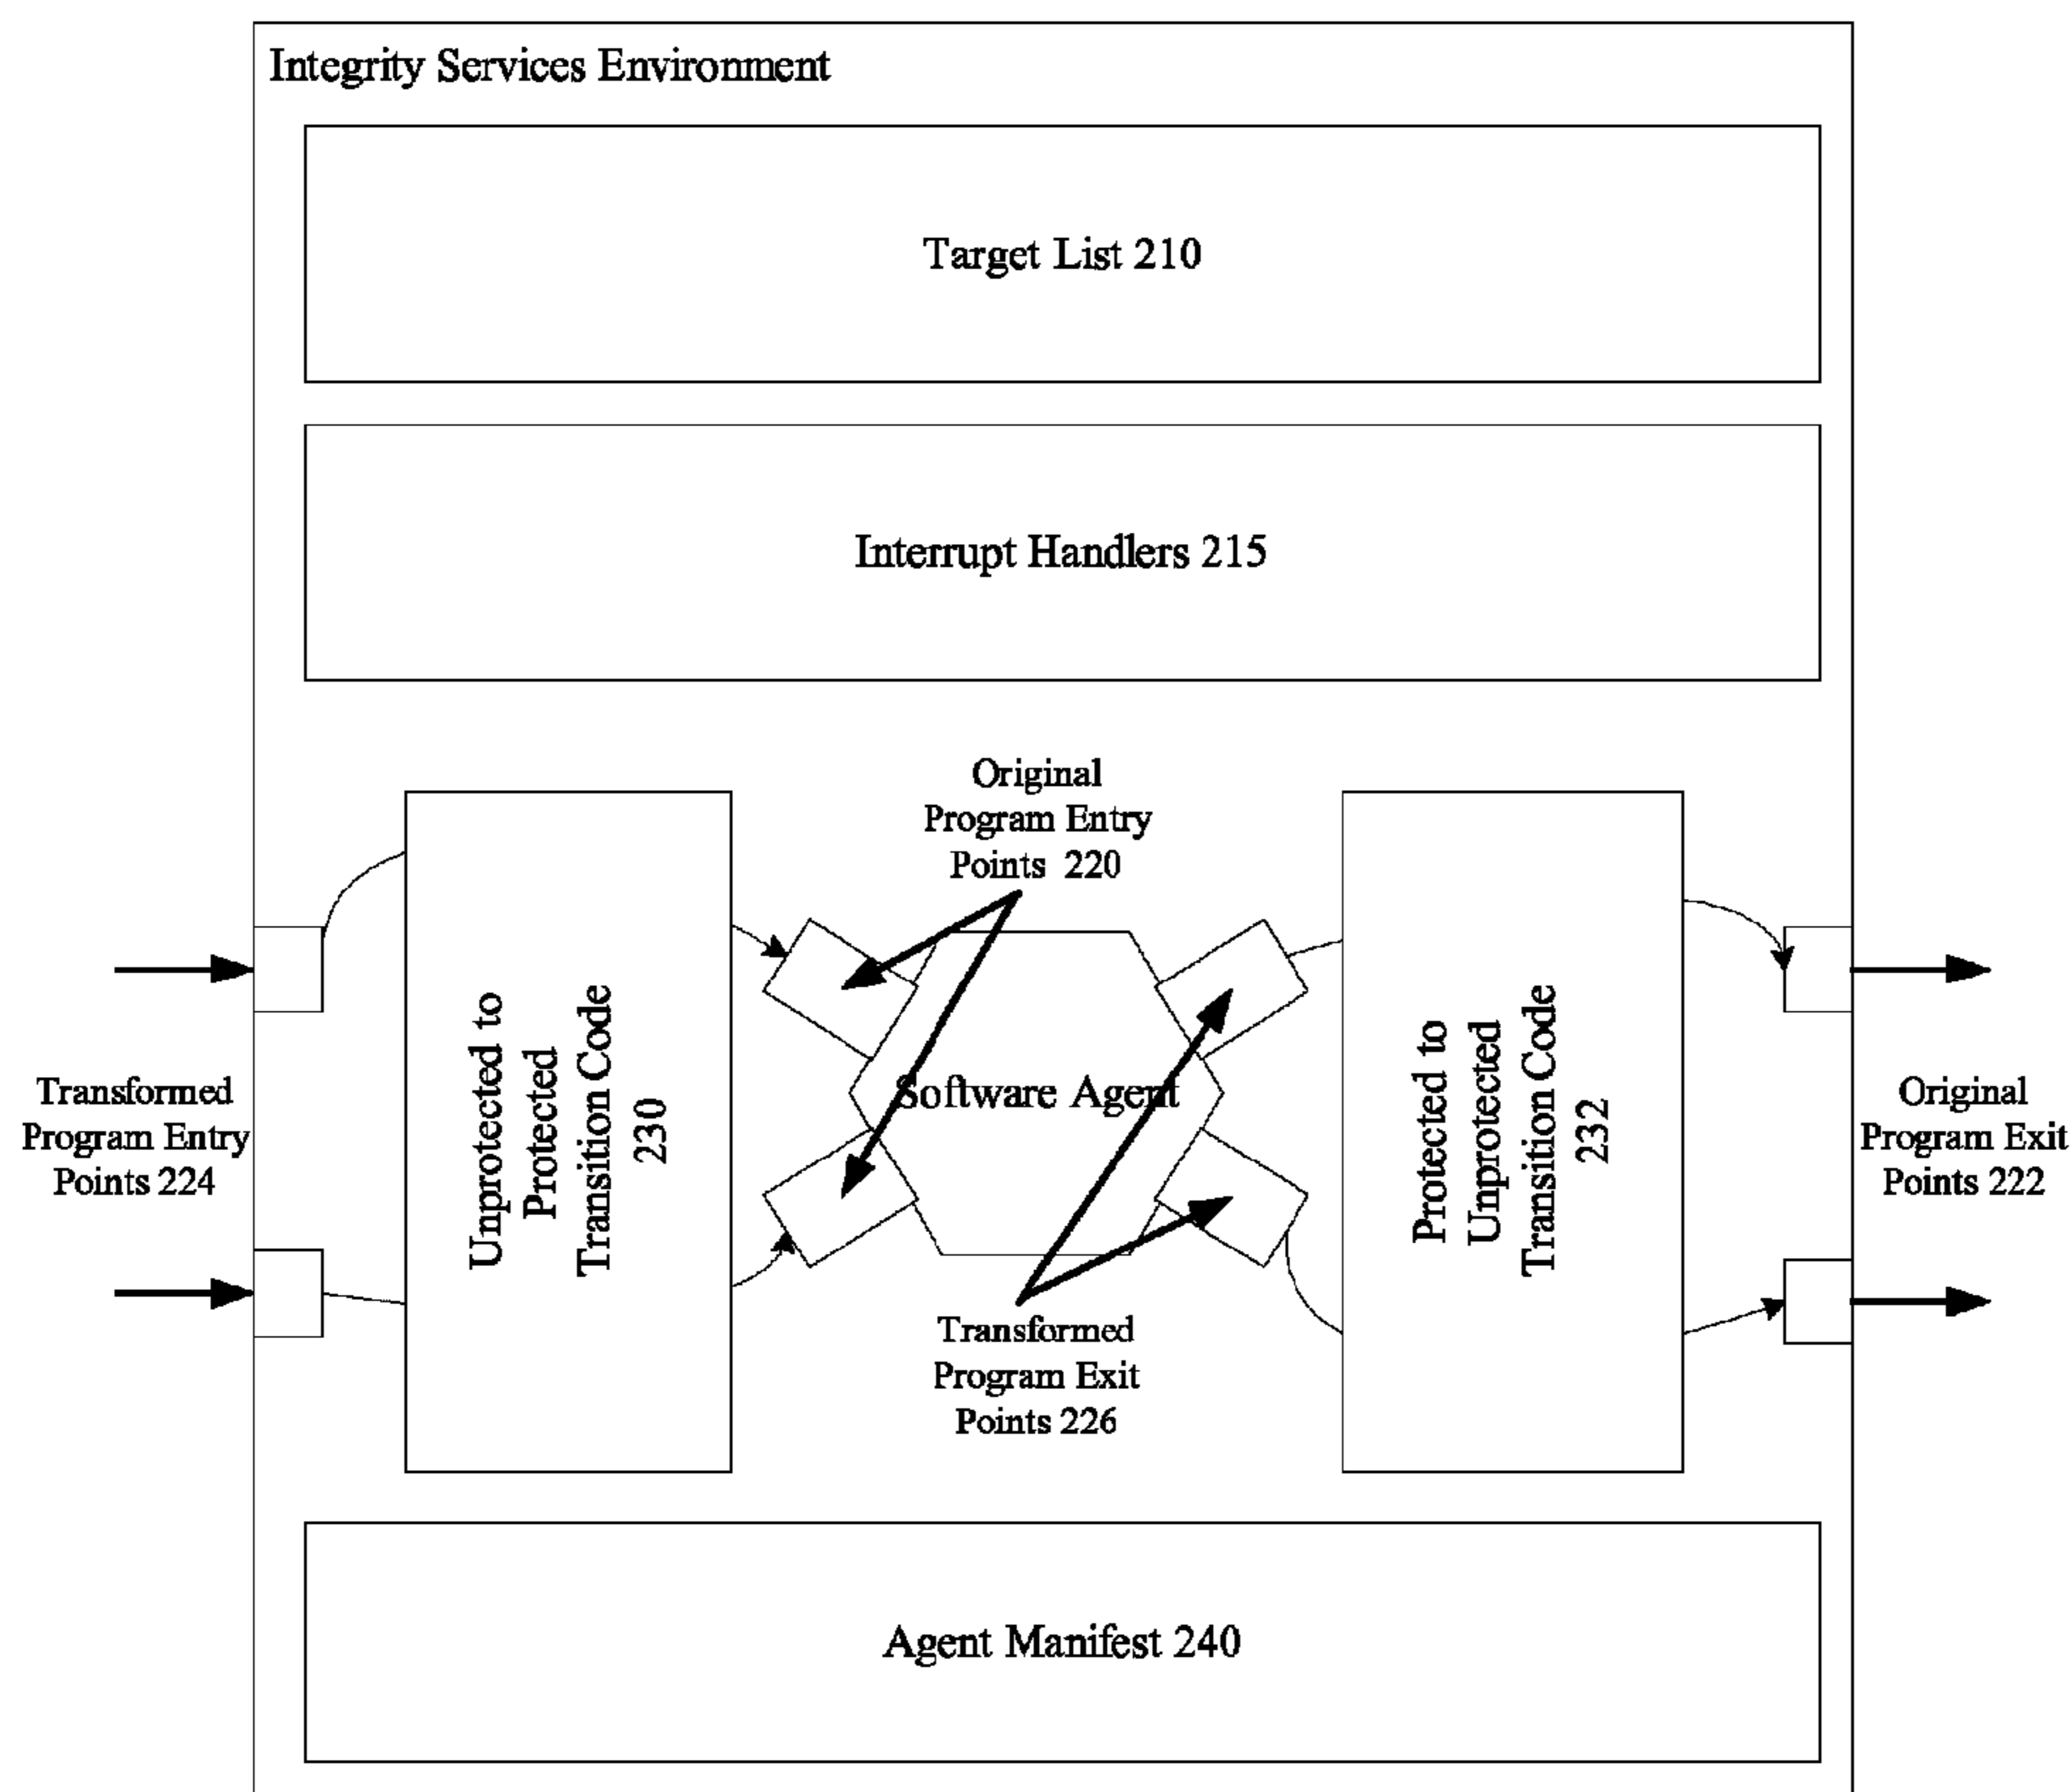 Integrity Services Environment
Target List 210
Interrupt Handlers 215
Original
Program Entry
Points 220
Transformed
Program Entry
Points 224
Unprotected to
Protected
Transition Code
230
Software Agent
Protected to
Unprotected
Transition Code
232
Original
Program Exit
Points 222
Transformed
Program Exit
Points 226
Agent Manifest 240